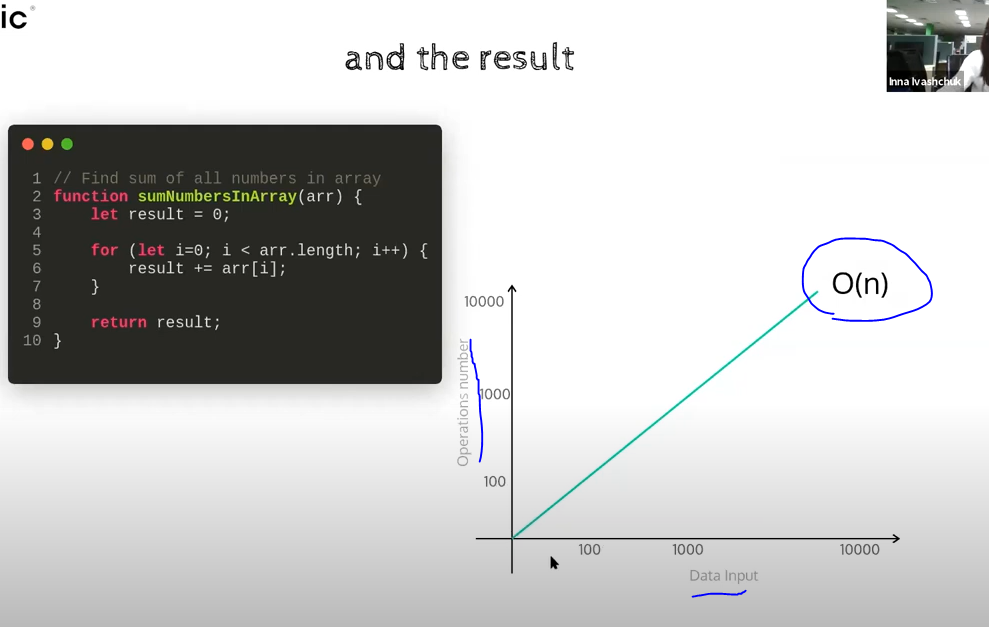 ic®
and the result
Inna Ivashchuk
1 // Find sum of all numbers in array
2 function sumNumbersInArray(arr) {
3 let result = 0;
4
5 for (let i=0; i < arr.length; i++) {
6 result += arr[i];
7 }
8
9 return result;
10 }
O(n)
10000
1000
100
Operations number
100 1000 10000
Data Input